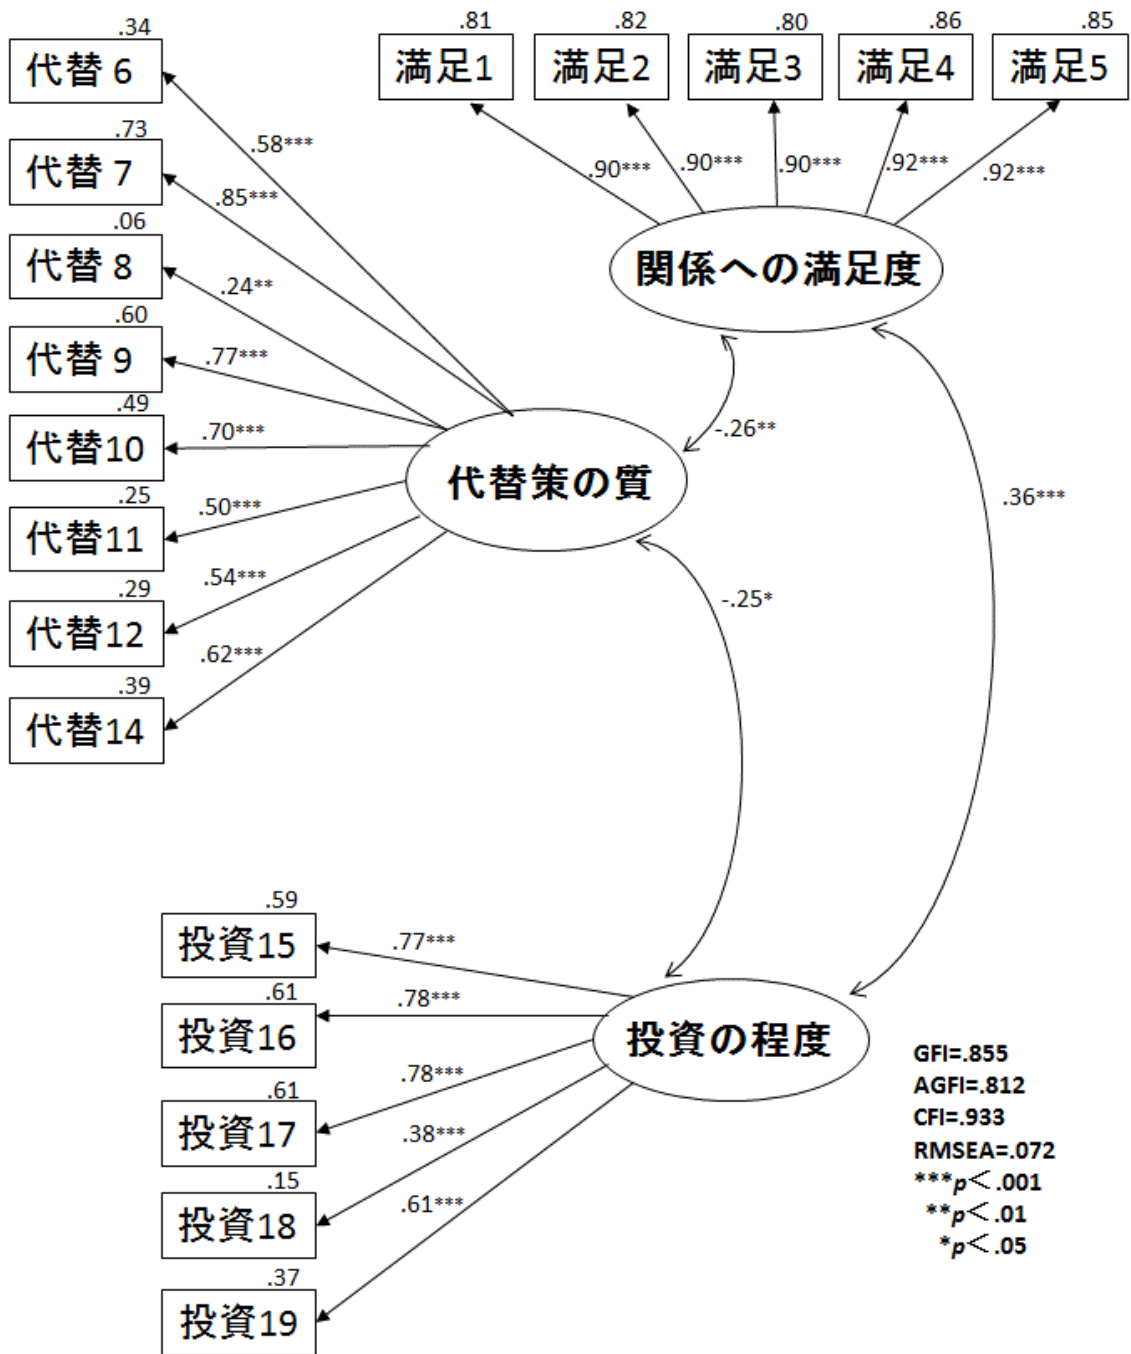 .34
代替６
.73
代替７
.06
代替８
.60
代替９
.49
代替10
.25
代替11
.29
代替12
.39
代替14
.58***
.85***
.24**
.77***
.70***
.50***
.54***
.62***
代替策の質
.81
満足1
.82
満足2
.80
満足3
.86
満足4
.85
満足5
.90***
.90***
.90***
.92***
.92***
関係への満足度
-.26**
.36***
-.25*
.59
投資15
.61
投資16
.61
投資17
.15
投資18
.37
投資19
.77***
.78***
.78***
.38***
.61***
投資の程度
GFI=.855
AGFI=.812
CFI=.933
RMSEA=.072
***p＜.001
**p＜.01
*p＜.05